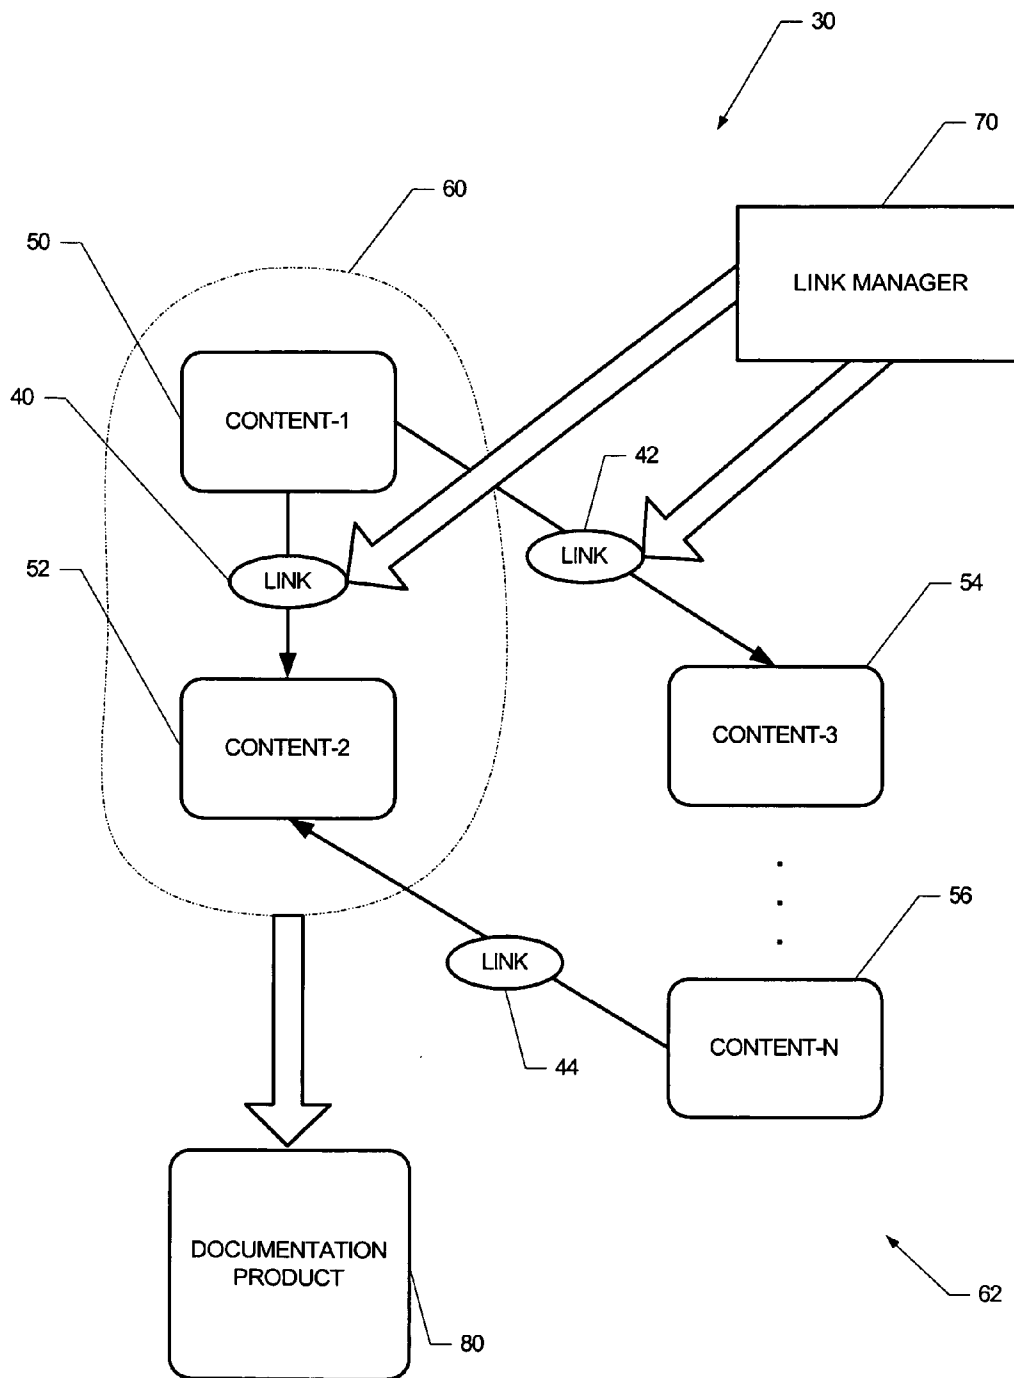 30
70
60
50
LINK MANAGER
40
CONTENT-1
42
LINK
52
LINK
54
CONTENT-2
CONTENT-3
56
LINK
CONTENT-N
44
DOCUMENTATION
PRODUCT
62
80